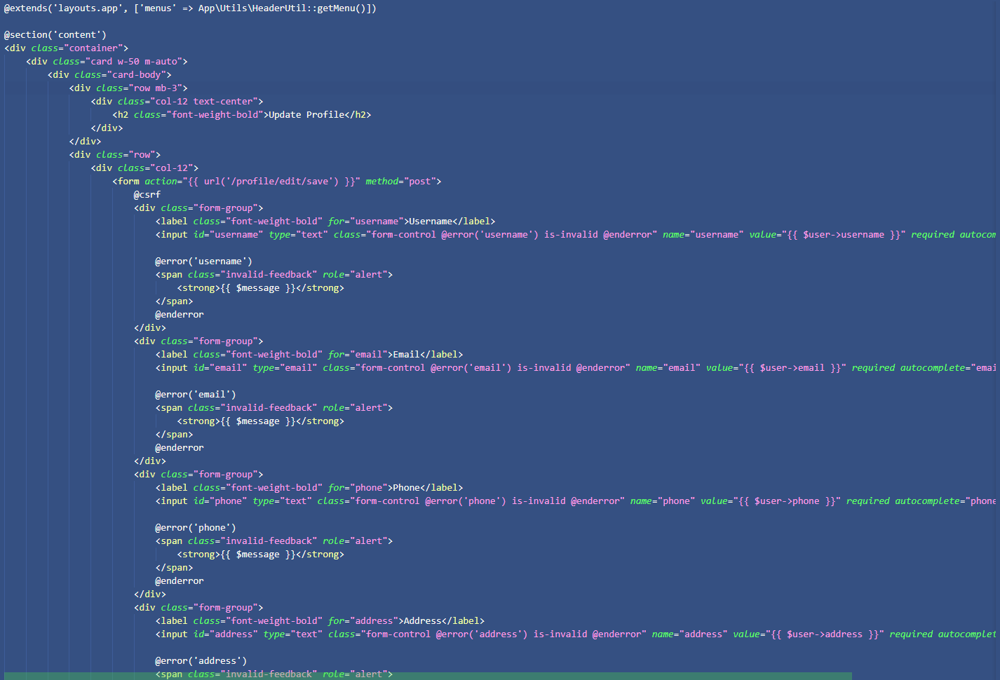 @extends('layouts.app', ['menus' => App\Utils\HeaderUtil::getMenu()])
@section('content')
<div class="container">
<div class="card w-50 m-auto">
<div class="card-body">
<div class="row mb-3">
<div class="col-12 text-center">
<h2 class="font-weight-bold">Update Profile</h2>
</div>
</div>
<div class="row">
<div class="col-12">
<form action="{{ url('/profile/edit/save') }}" method="post">
@csrf
<div class="form-group">
<label class="font-weight-bold" for="username">Username</label>
<input id="username" type="text" class="form-control @error('username') is-invalid @enderror" name="username" value="{{ $user->username }}" required autocom
@error('username')
<span class="invalid-feedback" role="alert">
<strong>{{ $message }}</strong>
</span>
@enderror
</div>
<div class="form-group">
<label class="font-weight-bold" for="email">Email</label>
<input id="email" type="email" class="form-control @error('email') is-invalid @enderror" name="email" value="{{ $user->email }}" required autocomplete="emai
@error('email')
<span class="invalid-feedback" role="alert">
<strong>{{ $message }}</strong>
</span>
@enderror
</div>
<div class="form-group">
<label class="font-weight-bold" for="phone">Phone</label>
<input id="phone" type="text" class="form-control @error('phone') is-invalid @enderror" name="phone" value="{{ $user->phone }}" required autocomplete="phone
@error('phone')
<span class="invalid-feedback" role="alert">
<strong>{{ $message }}</strong>
</span>
@enderror
</div>
<div class="form-group">
<label class="font-weight-bold" for="address">Address</label>
<input id="address" type="text" class="form-control @error('address') is-invalid @enderror" name="address" value="{{ $user->address }}" required autocomplet
@error('address')
<span class="invalid-feedback" role="alert">